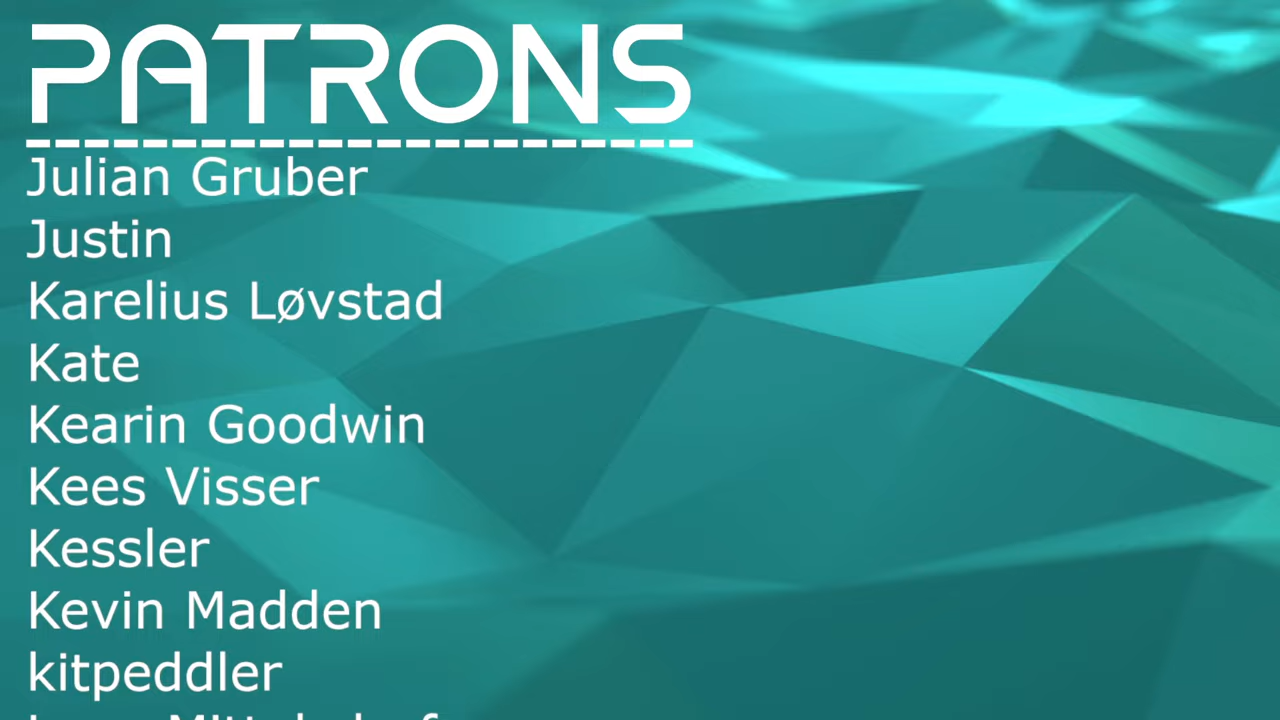 PATRONS
Julian Gruber
Justin
Karelius Løvstad
Kate
Kearin Goodwin
Kees Visser
Kessler
Kevin Madden
kitpeddler